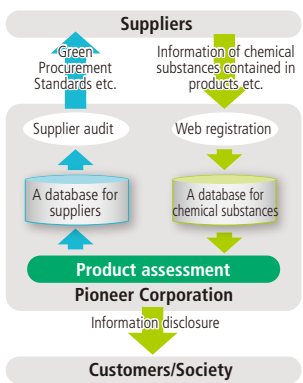 Suppliers
Green
Procurement
Standards etc.
Information of chemical
substances contained in
products etc.
Supplier audit
Web registration
A database for
suppliers
A database for
chemical substances
Product assessment
Pioneer Corporation
Information disclosure
Customers/Society